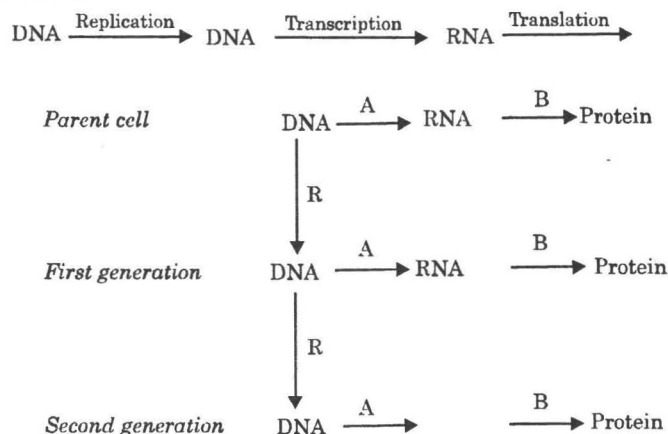 Replication Transcription Translation
DNA DNA RNA
A B
Parent cell DNA RNA Protein
R
A B
First generation DNA RNA Protein
R
A B
Second generation DNA Protein